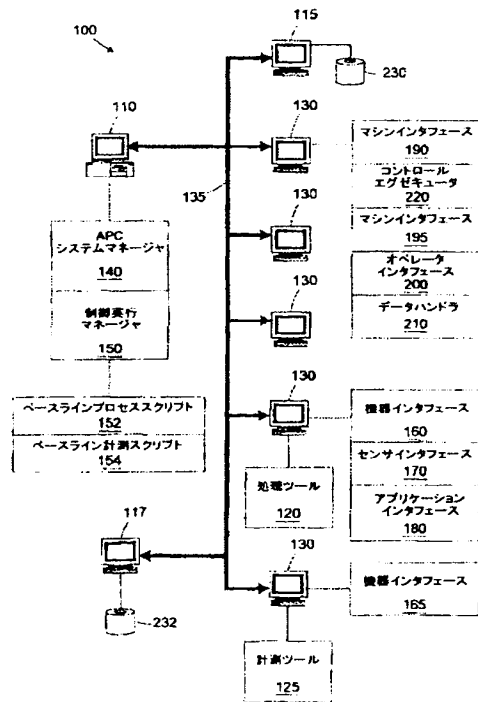 100
115
230
110
130
マシンインタフェース
190
コントロール
エグゼキュータ
220
135
130
マシンインタフェース
195
オペレータ
インタフェース
200
データハンドラ
210
APC
システムマネージャ
140
制御実行
マネージャ
150
130
ベースラインプロセススクリプト
152
ベースライン計測スクリプト
154
130
機器インタフェース
160
センサインタフェース
170
アプリケーション
インタフェース
180
処理ツール
120
117
232
130
機器インタフェース
165
計測ツール
125